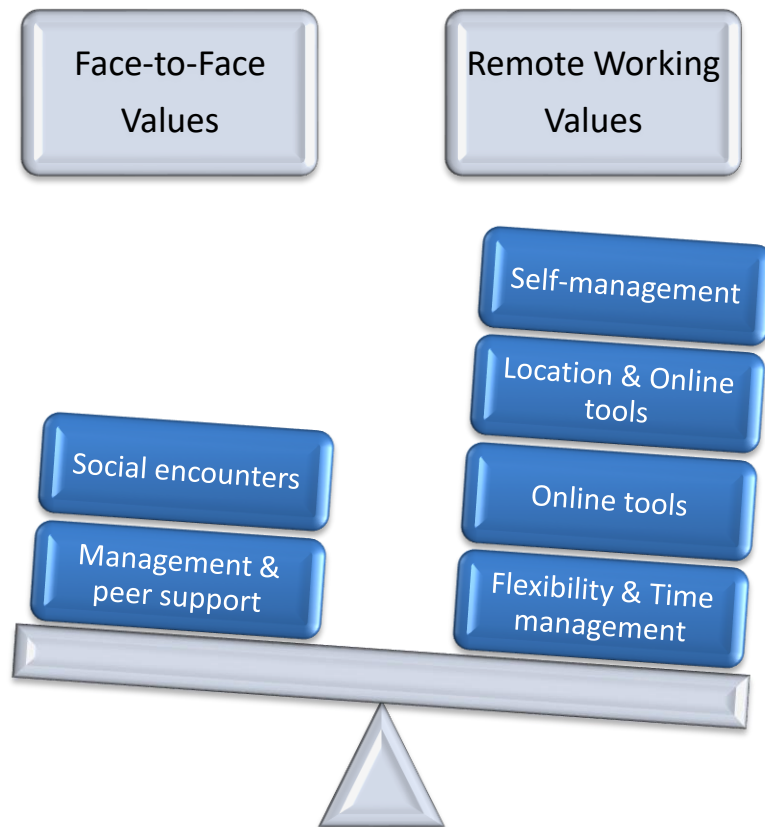 Face-to-Face
Values
Remote Working
Values
Social encounters
Management &
peer support
Self-management
Location & Online
tools
Online tools
Flexibility & Time
management